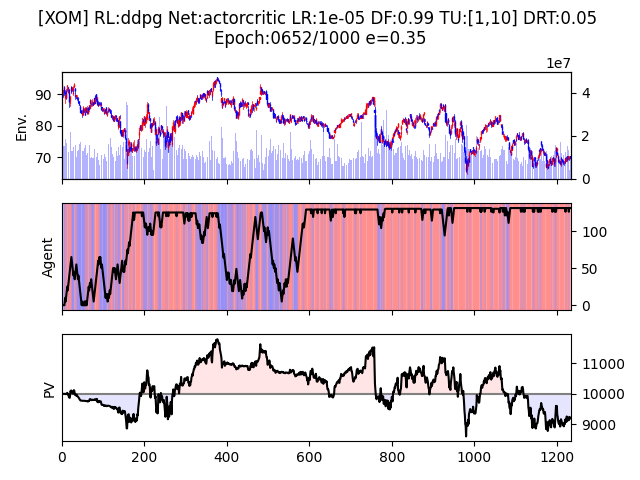 [XOM] RL:ddpg Net:actorcritic LR:1e-05 DF:0.99 TU:[1,10] DRT:0.05
Epoch:0652/1000 e=0.35
1e7
Env.
90
80
70
4
2
0
Agent
100
50
0
PV
11000
10000
9000
0 200 400 600 800 1000 1200